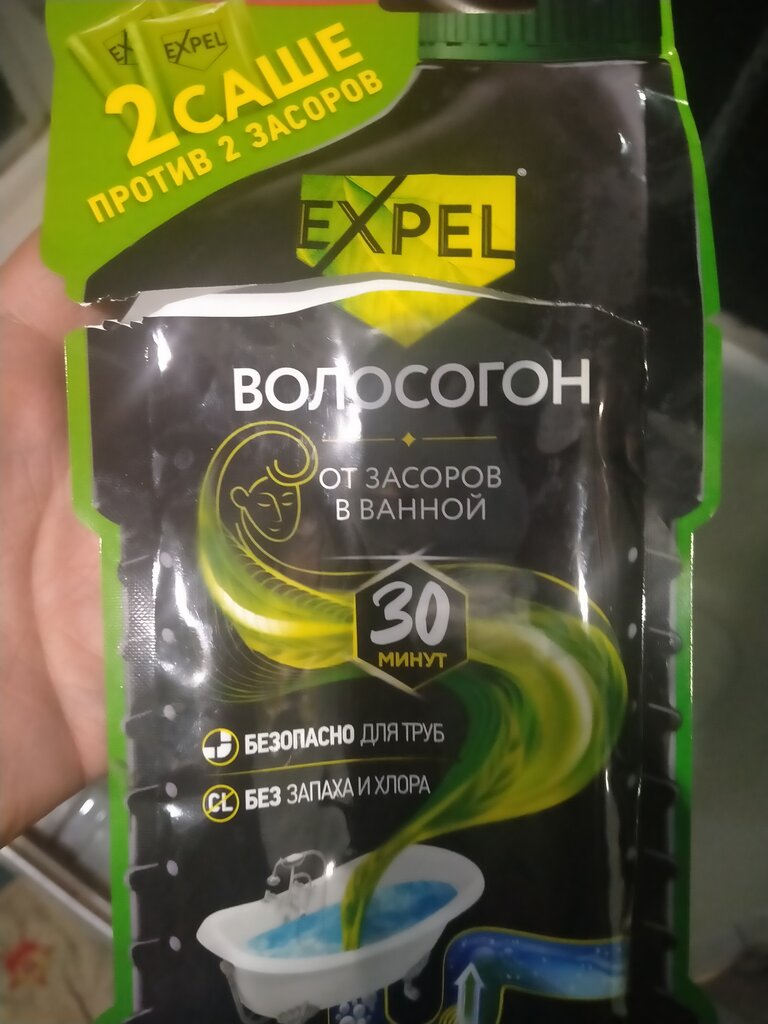 EXPEL
EXPEL
2 САШЕ
ПРОТИВ 2 ЗАСОРОВ
EXPEL
ВОЛОСОГОН
ОТ ЗАСОРОВ
В ВАННОЙ
30
МИНУТ
БЕЗОПАСНО ДЛЯ ТРУБ
CL БЕЗ ЗАПАХА И ХЛОРА